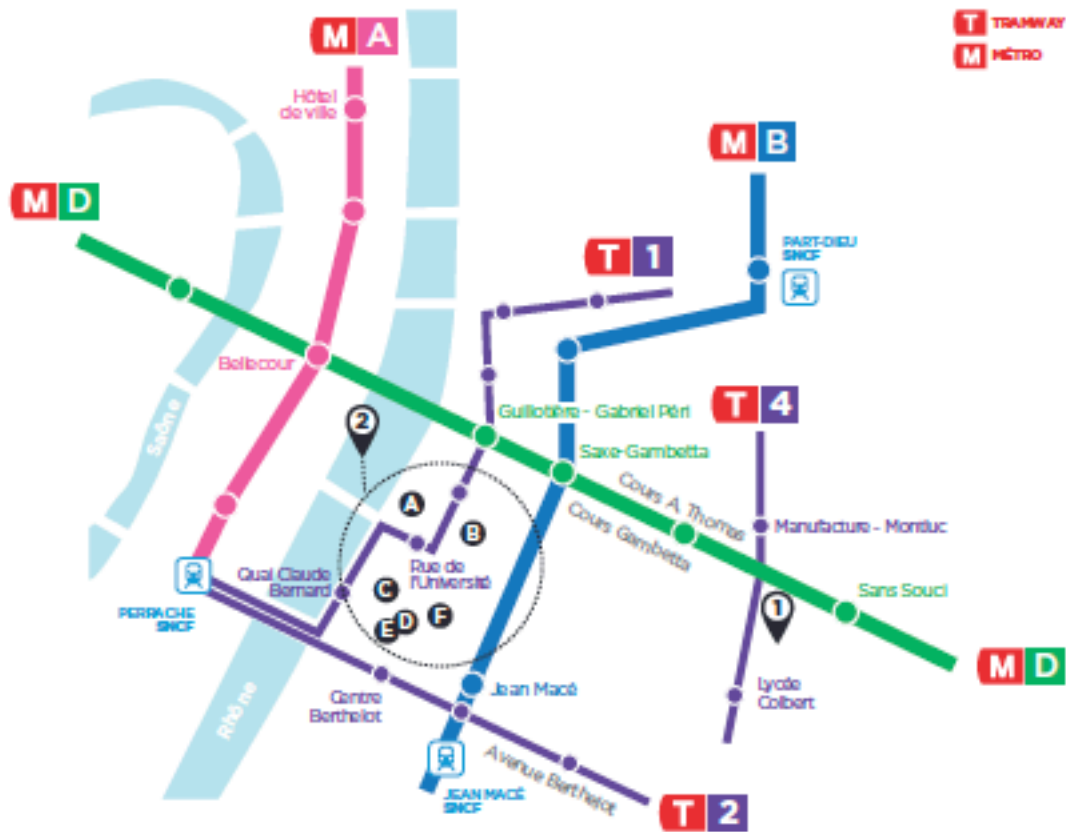 T TRAMWAY
M MÉTRO
M A
Hôtel
de ville
M B
M D
PART-DIEU
SNCF
T 1
Bellecour
T 4
Guillotière - Gabriel Péri
Saône
2
Saxe-Gambetta
Cours A. Thomas
Cours Gambetta
A
B
Manufacture - Montluc
Rue de
l'Université
Quai Claude
Bernard
C
D
E
F
Sans Souci
1
PERRACHE
SNCF
M D
Rhône
Jean Macé
Lycée
Colbert
Centre
Berthelot
Avenue Berthelot
JEAN MACÉ
SNCF
T 2